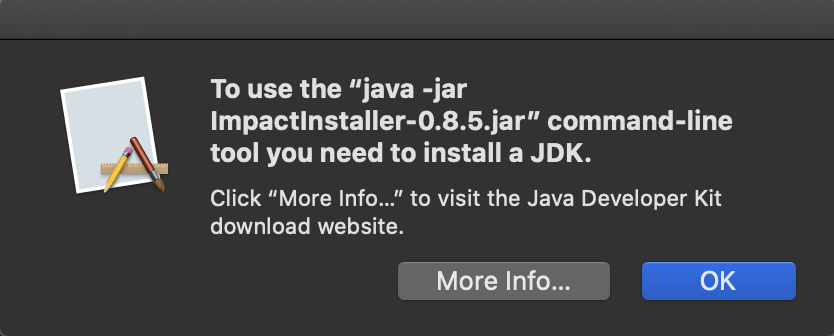 To use the “java -jar
ImpactInstaller-0.8.5.jar” command-line
tool you need to install a JDK.
Click “More Info...” to visit the Java Developer Kit
download website.
More Info...
OK